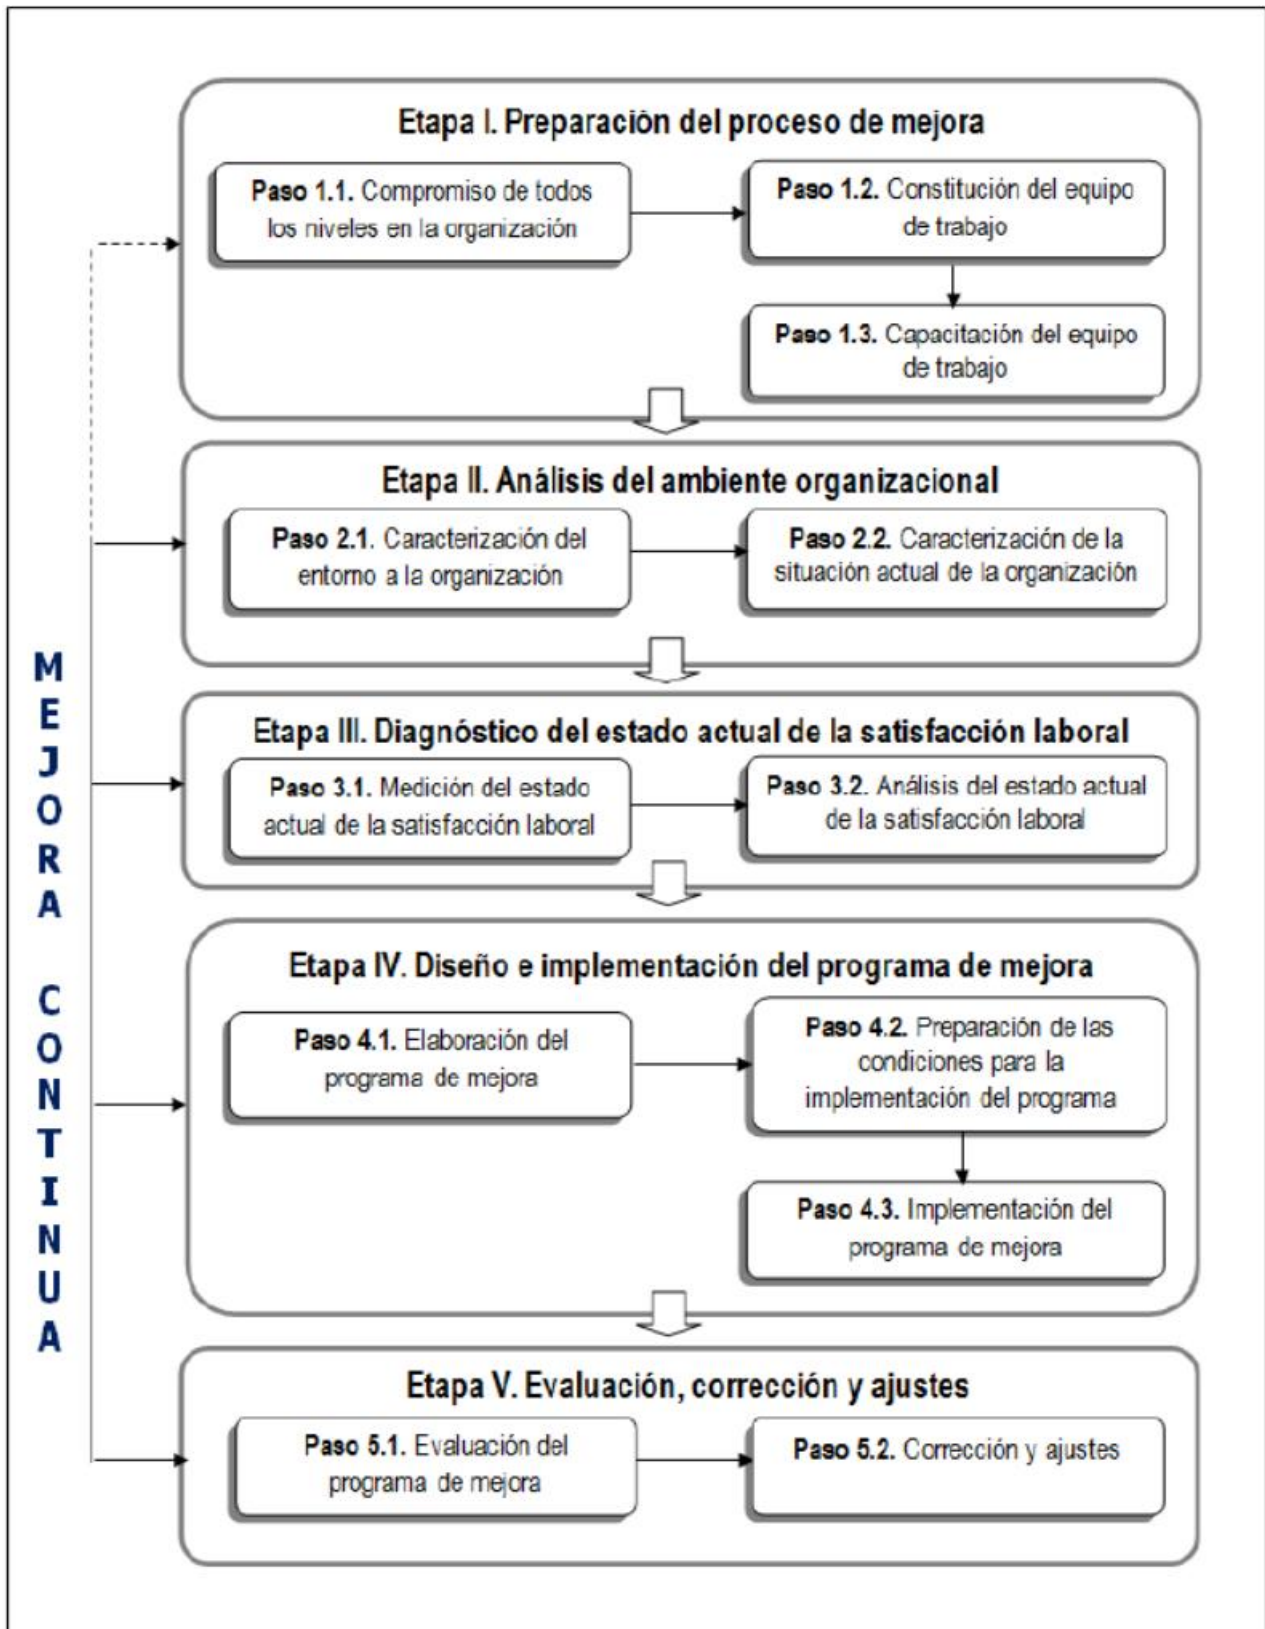 Etapa I. Preparación del proceso de mejora
Paso 1.1. Compromiso de todos
los niveles en la organización
Paso 1.2. Constitución del equipo
de trabajo
Paso 1.3. Capacitación del equipo
de trabajo
Etapa II. Análisis del ambiente organizacional
Paso 2.1. Caracterización del
entorno a la organización
Paso 2.2. Caracterización de la
situación actual de la organización
Etapa III. Diagnóstico del estado actual de la satisfacción laboral
Paso 3.1. Medición del estado
actual de la satisfacción laboral
Paso 3.2. Análisis del estado actual
de la satisfacción laboral
Etapa IV. Diseño e implementación del programa de mejora
Paso 4.1. Elaboración del
programa de mejora
Paso 4.2. Preparación de las
condiciones para la
implementación del programa
Paso 4.3. Implementación del
programa de mejora
Etapa V. Evaluación, corrección y ajustes
Paso 5.1. Evaluación del
programa de mejora
Paso 5.2. Corrección y ajustes
MEJORA CONTINUA